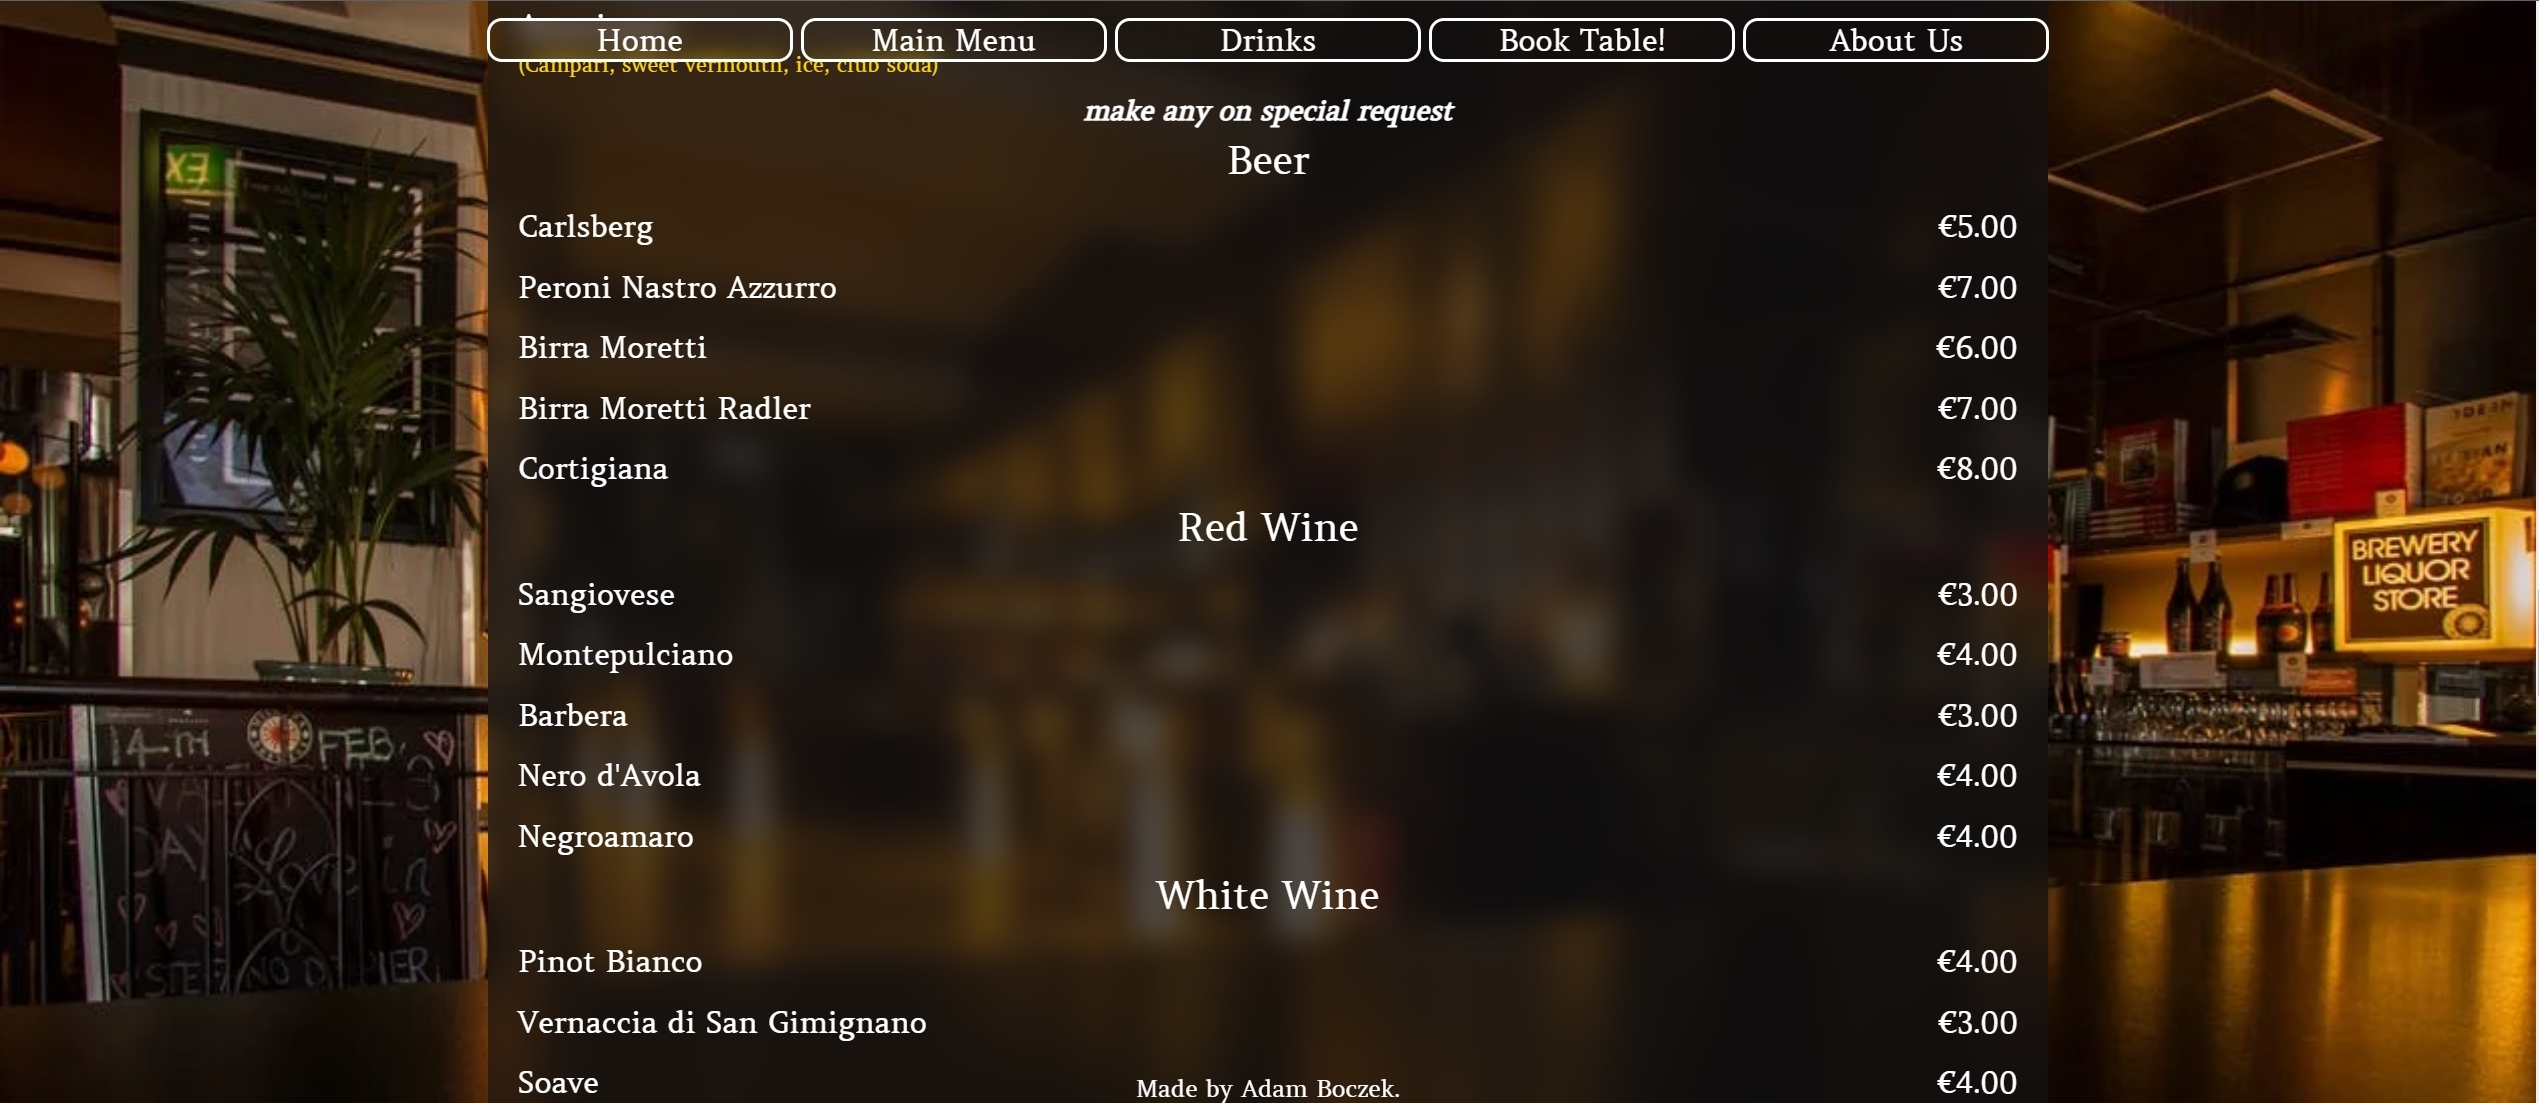 Home Main Menu Drinks Book Table! About Us
(Campari, sweet vermouth, ice, club soda)
make any on special request
Beer
Carlsberg €5.00
Peroni Nastro Azzurro €7.00
Birra Moretti €6.00
Birra Moretti Radler €7.00
Cortigiana €8.00
Red Wine
Sangiovese €3.00
Montepulciano €4.00
Barbera €3.00
Nero d'Avola €4.00
Negroamaro €4.00
White Wine
Pinot Bianco €4.00
Vernaccia di San Gimignano €3.00
Soave €4.00
Made by Adam Boczek.
EX
14TH FEB.
DAY
Love in
BREWERY
LIQUOR
STORE